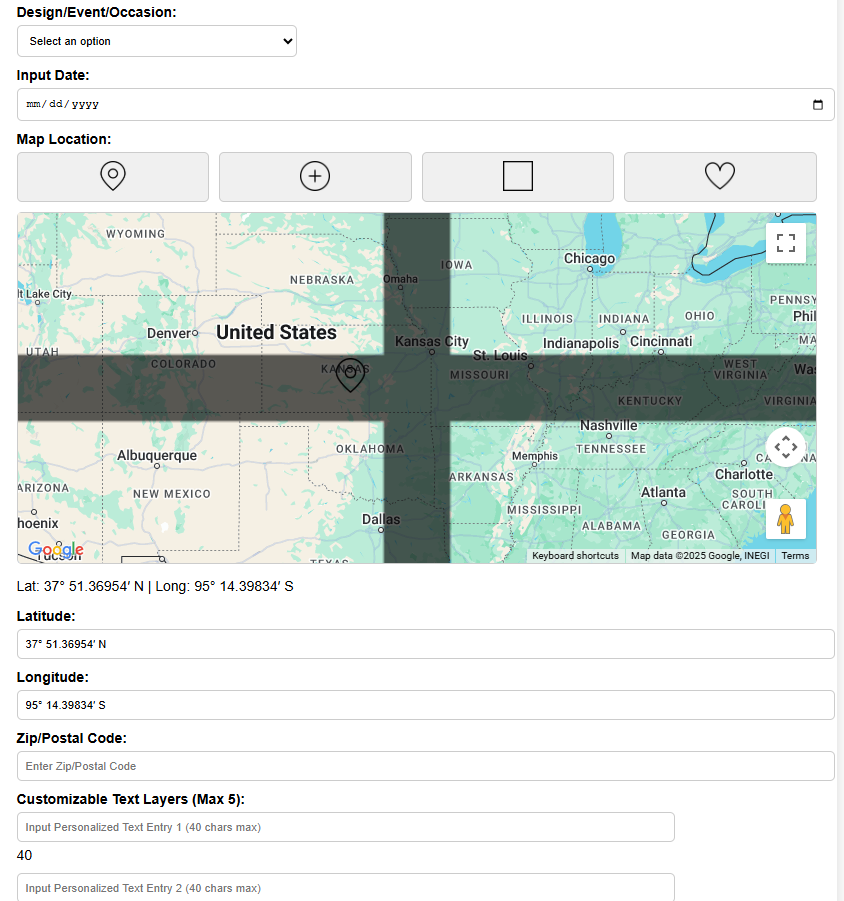 Design/Event/Occasion:
Select an option
Input Date:
mm/dd/yyyy
Map Location:
WYOMING
IOWA
Chicago
NEBRASKA
Omaha
lt Lake City
PENNSY
ILLINOIS
INDIANA
OHIO
Phil
Denver
United States
Kansas City
Indianapolis
Cincinnati
MA
UTAH
St. Louis
COLORADO
KANSAS
MISSOURI
WEST
VIRGINIA
Was
KENTUCKY
VIRGINIA
Nashville
OKLAHOMA
TENNESSEE
Albuquerque
Memphis
CA
NA
ARKANSAS
Charlotte
ARIZONA
NEW MEXICO
Atlanta
SOUTH
CAROLI
MISSISSIPPI
hoenix
Dallas
ALABAMA
GEORGIA
Google
Tucson
TEXAS
Keyboard shortcuts
Map data ©2025 Google, INEGI
Terms
Lat: 37° 51.36954′ N | Long: 95° 14.39834′ S
Latitude:
37° 51.36954′ N
Longitude:
95° 14.39834′ S
Zip/Postal Code:
Enter Zip/Postal Code
Customizable Text Layers (Max 5):
Input Personalized Text Entry 1 (40 chars max)
40
Input Personalized Text Entry 2 (40 chars max)